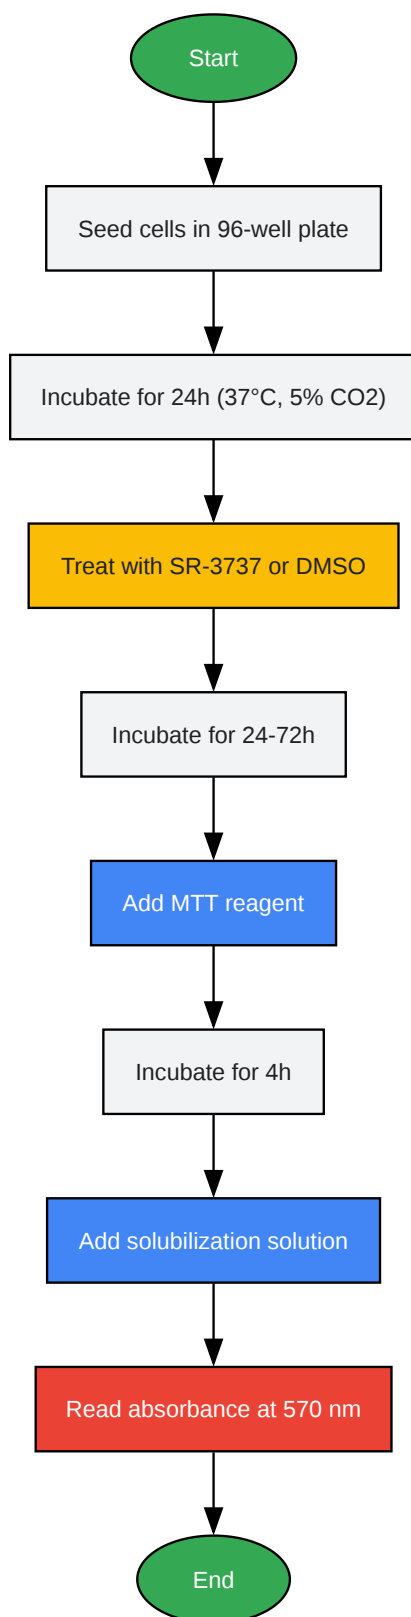 Start
Seed cells in 96-well plate
Incubate for 24h (37°C, 5% CO2)
Treat with SR-3737 or DMSO
Incubate for 24-72h
Add MTT reagent
Incubate for 4h
Add solubilization solution
Read absorbance at 570 nm
End